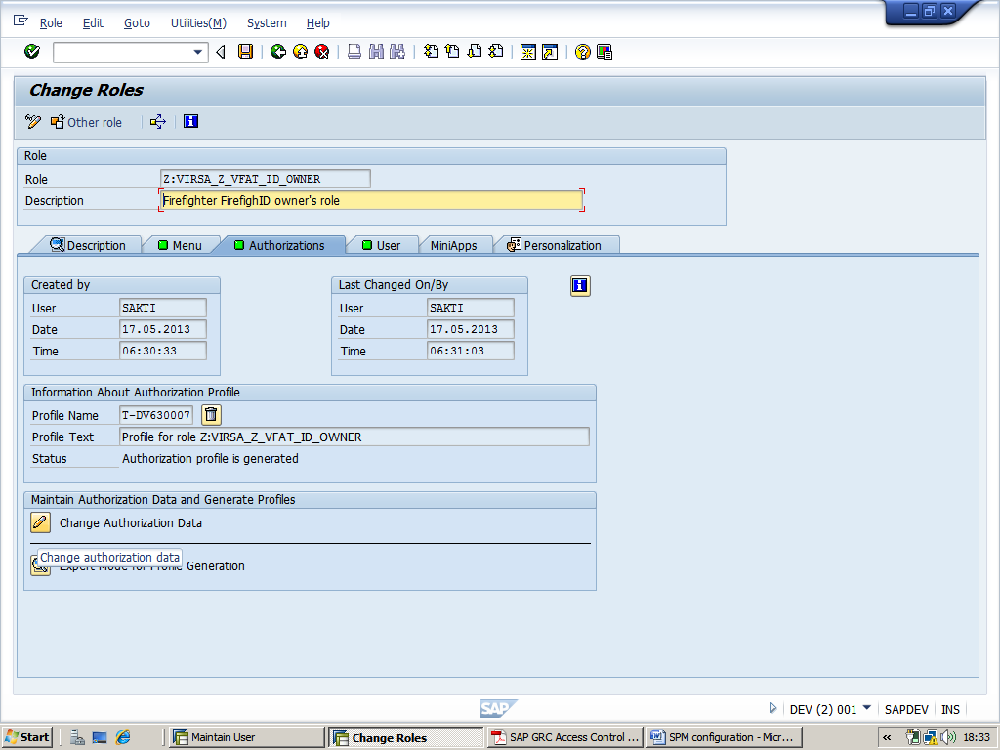 Role Edit Goto Utilities(M) System Help
Change Roles
Other role
Role
Role Z:VIRSA_Z_VFAT_ID_OWNER
Description Firefighter FirefighID owner's role
Description Menu Authorizations User MiniApps Personalization
Created by Last Changed On/By
User SAKTI User SAKTI
Date 17.05.2013 Date 17.05.2013
Time 06:30:33 Time 06:31:03
Information About Authorization Profile
Profile Name T-DV630007
Profile Text Profile for role Z:VIRSA_Z_VFAT_ID_OWNER
Status Authorization profile is generated
Maintain Authorization Data and Generate Profiles
Change Authorization Data
Change authorization data
Expert Mode for Profile Generation
SAP DEV (2) 001 SAPDEV INS
Start Maintain User Change Roles SAP GRC Access Control ... SPM configuration - Micr... « 18:33